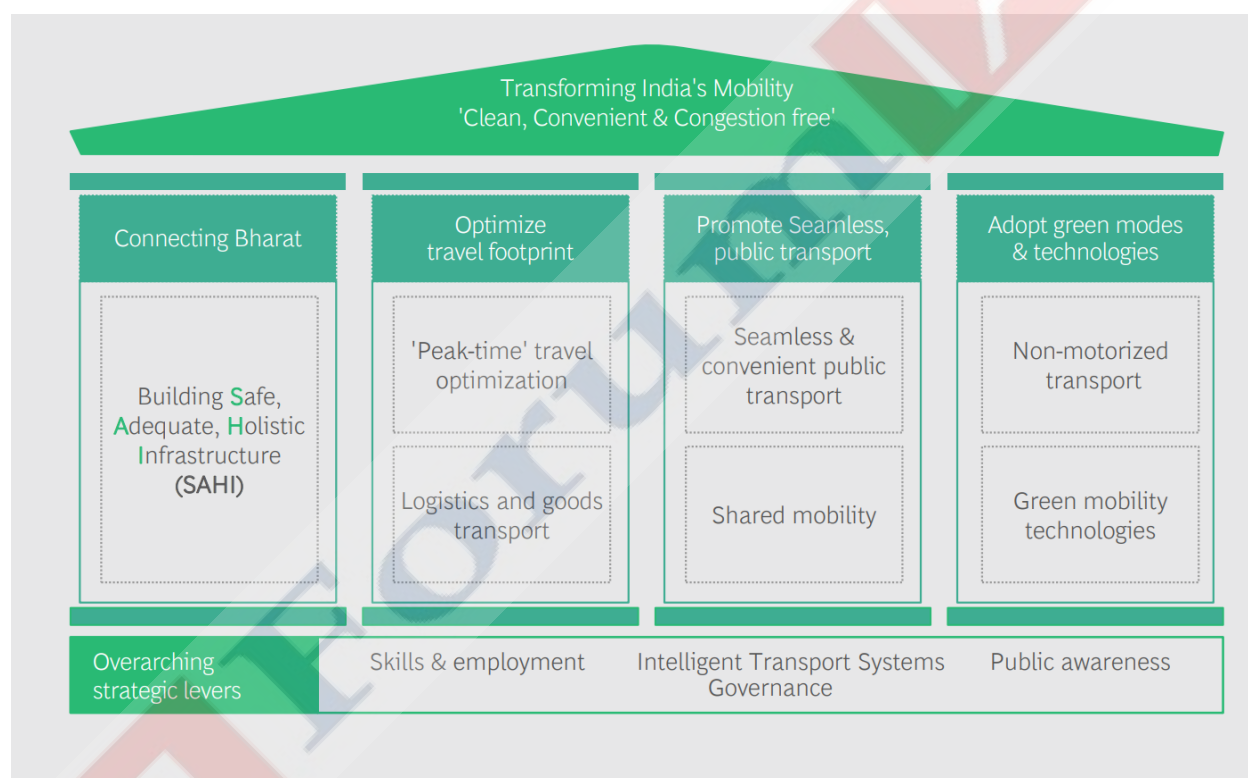 Transforming India's Mobility
'Clean, Convenient & Congestion free'
Connecting Bharat
Optimize
travel footprint
Promote Seamless,
public transport
Adopt green modes
& technologies
Building Safe,
Adequate, Holistic
Infrastructure
(SAHI)
'Peak-time' travel
optimization
Logistics and goods
transport
Seamless &
convenient public
transport
Shared mobility
Non-motorized
transport
Green mobility
technologies
Overarching
strategic levers
Skills & employment
Intelligent Transport Systems
Governance
Public awareness
Forum